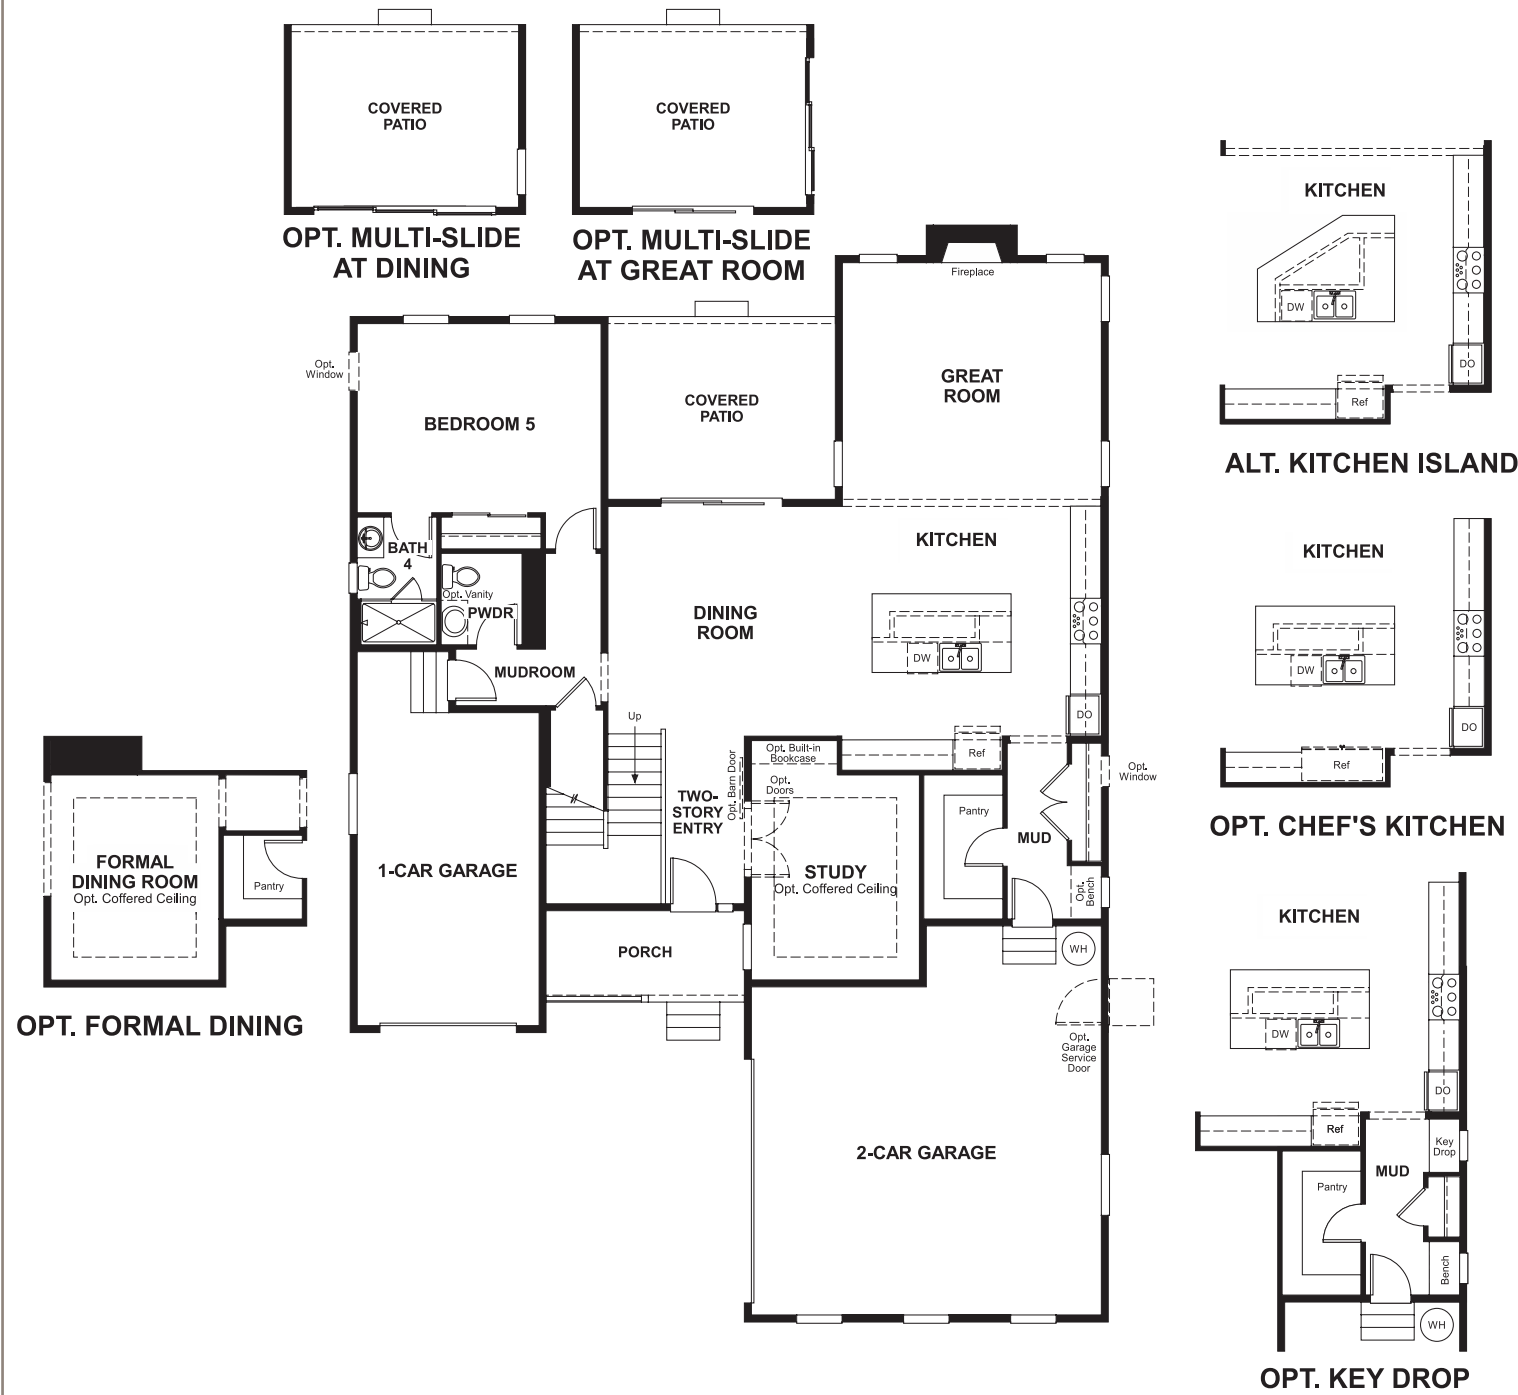 COVERED
PATIO
OPT. MULTI-SLIDE
AT DINING
COVERED
PATIO
OPT. MULTI-SLIDE
AT GREAT ROOM
Fireplace
GREAT
ROOM
Opt.
Window
BEDROOM 5
COVERED
PATIO
BATH
4
Opt. Vanity
PWDR
MUDROOM
KITCHEN
DINING
ROOM
DW
DO
Ref
Up
Opt. Barn Door
Opt. Built-in
Bookcase
Opt.
Doors
TWO-
STORY
ENTRY
Pantry
MUD
Opt.
Window
Opt.
Bench
STUDY
Opt. Coffered Ceiling
1-CAR GARAGE
PORCH
WH
Opt.
Garage
Service
Door
2-CAR GARAGE
FORMAL
DINING ROOM
Opt. Coffered Ceiling
Pantry
OPT. FORMAL DINING
KITCHEN
DW
DO
Ref
ALT. KITCHEN ISLAND
KITCHEN
DW
DO
Ref
OPT. CHEF'S KITCHEN
KITCHEN
DW
DO
Ref
Key
Drop
MUD
Pantry
Bench
WH
OPT. KEY DROP